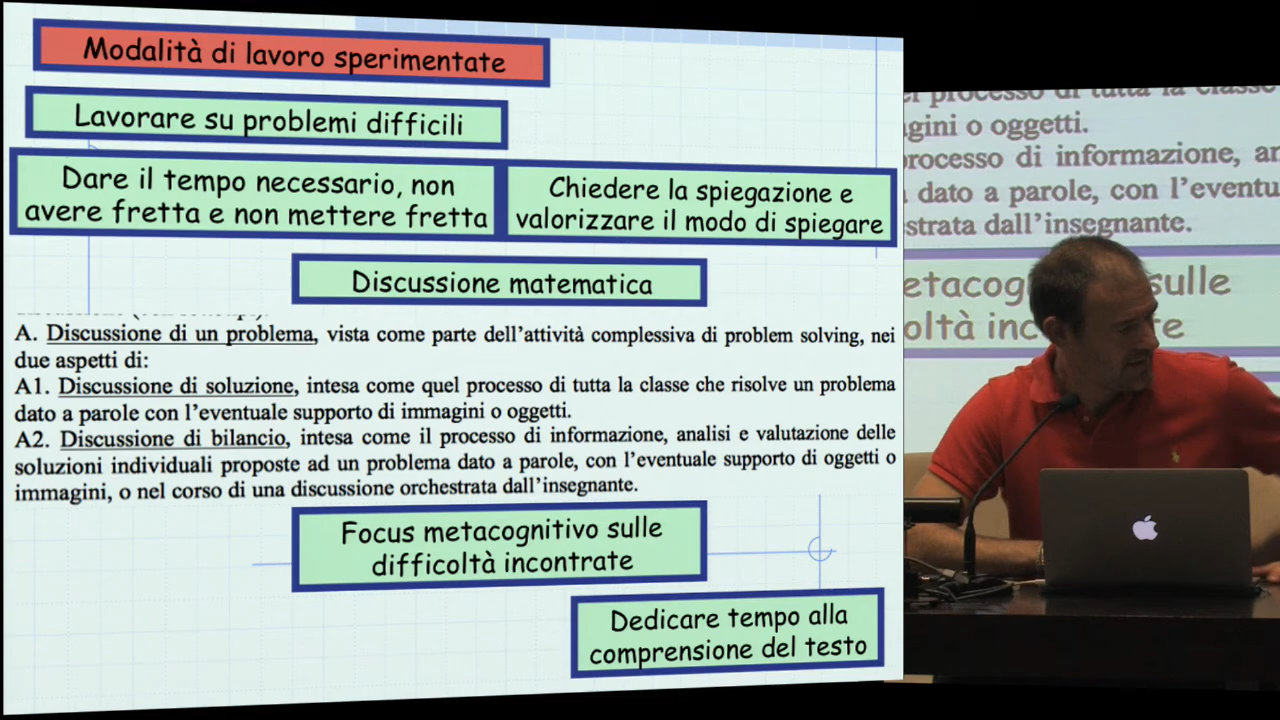 Modalità di lavoro sperimentate
Lavorare su problemi difficili
Dare il tempo necessario, non
avere fretta e non mettere fretta
Chiedere la spiegazione e
valorizzare il modo di spiegare
Discussione matematica
A. Discussione di un problema, vista come parte dell'attività complessiva di problem solving, nei
due aspetti di:
A1. Discussione di soluzione, intesa come quel processo di tutta la classe che risolve un problema
dato a parole con l'eventuale supporto di immagini o oggetti.
A2. Discussione di bilancio, intesa come il processo di informazione, analisi e valutazione delle
soluzioni individuali proposte ad un problema dato a parole, con l'eventuale supporto di oggetti o
immagini, o nel corso di una discussione orchestrata dall'insegnante.
Focus metacognitivo sulle
difficoltà incontrate
Dedicare tempo alla
comprensione del testo
processo di tutta la classe
gini o oggetti.
rocesso di informazione, an
dato a parole, con l'eventu
strata dall'insegnante.
etacog sulle
oltà inc te